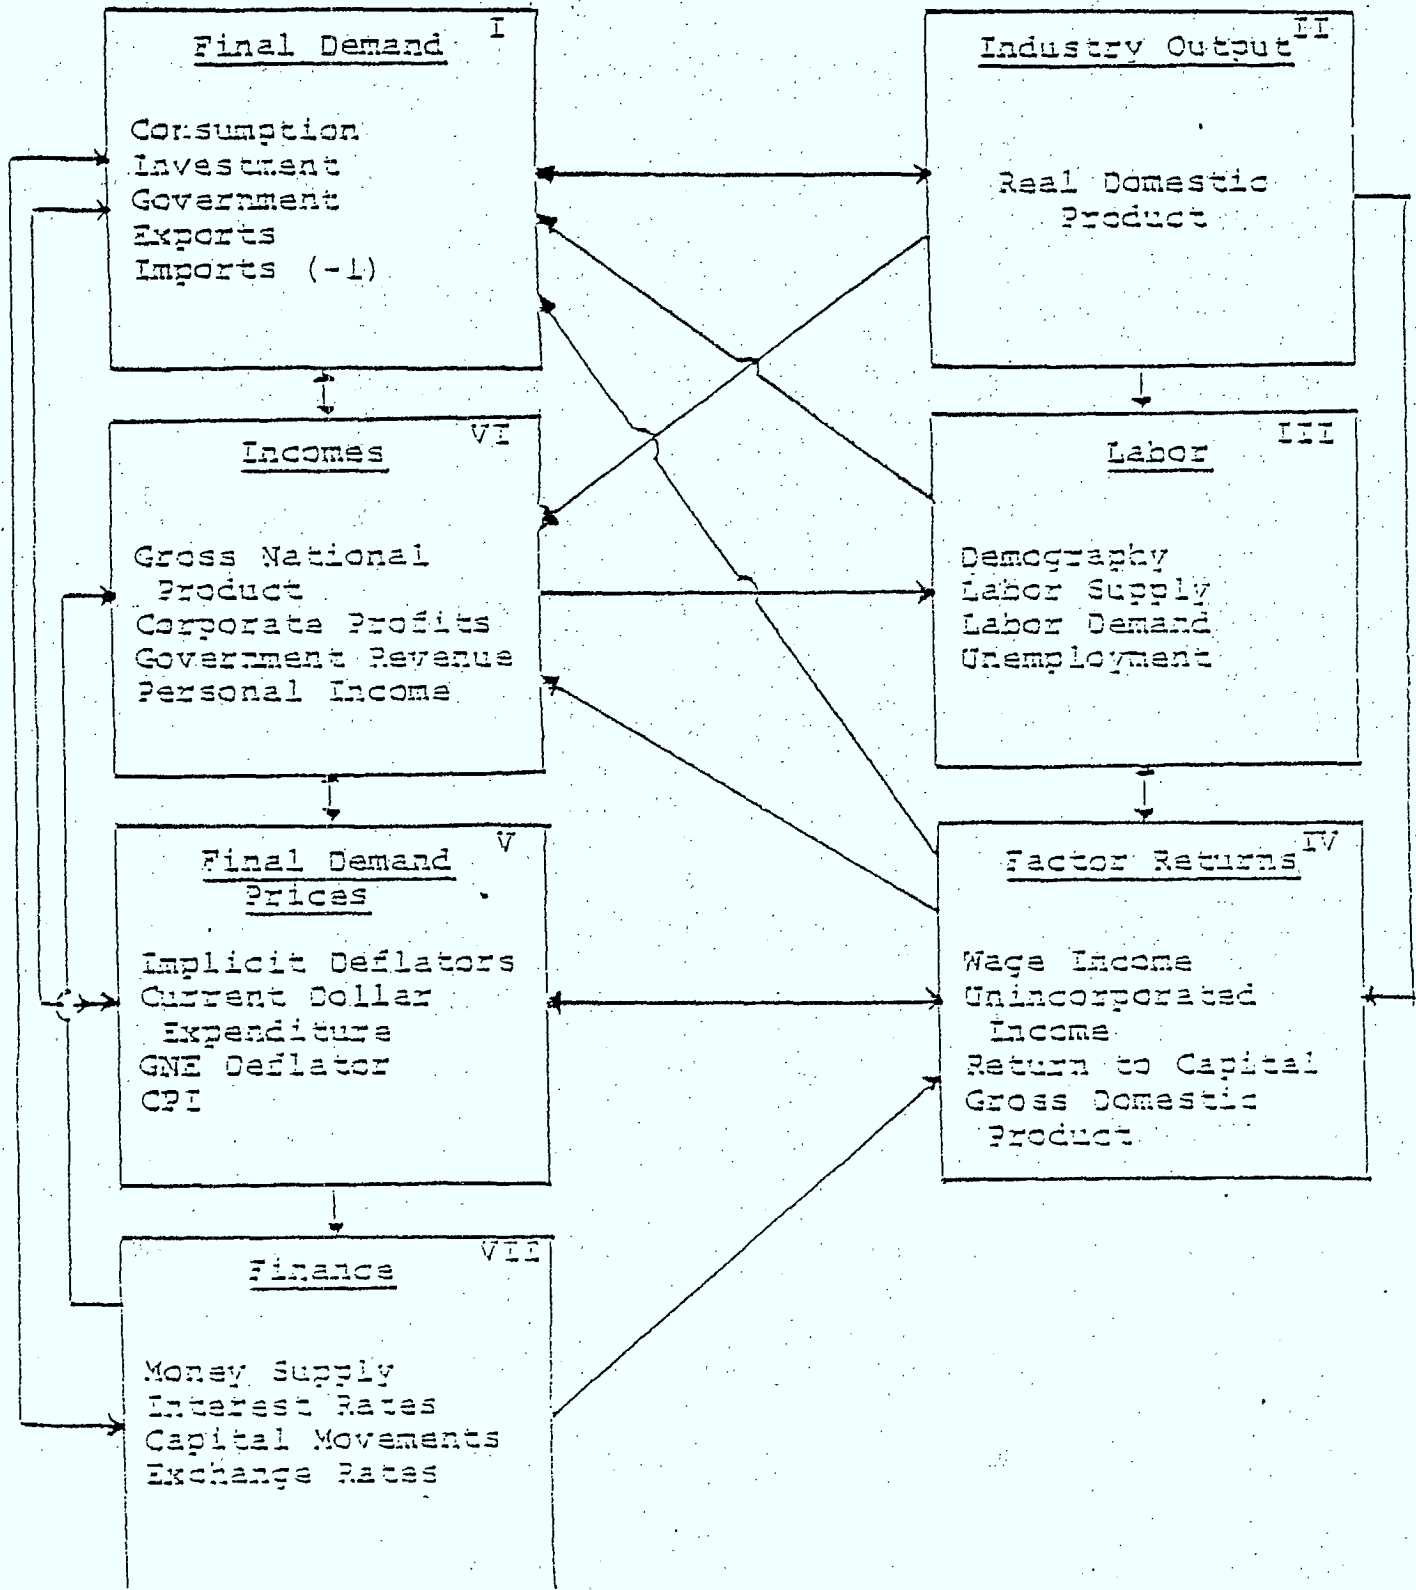 I
Final Demand
Consumption
Investment
Government
Exports
Imports (-1)
II
Industry Output
Real Domestic
Product
VI
Incomes
Gross National
Product
Corporate Profits
Government Revenue
Personal Income
III
Labor
Demography
Labor Supply
Labor Demand
Unemployment
V
Final Demand
Prices
Implicit Deflators
Current Dollar
Expenditure
GNE Deflator
CPI
IV
Factor Returns
Wage Income
Unincorporated
Income
Return to Capital
Gross Domestic
Product
VII
Finance
Money Supply
Interest Rates
Capital Movements
Exchange Rates